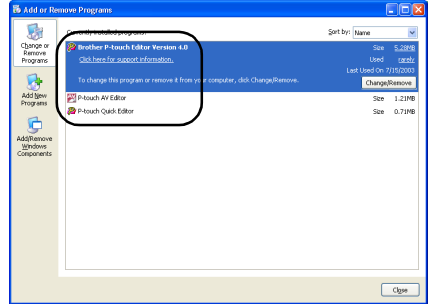 Add or Remove Programs
Currently installed programs:
Sort by: Name
Change or
Remove
Programs
Brother P-touch Editor Version 4.0
Size 5.28MB
Click here for support information.
Used rarely
Last Used On 7/15/2003
To change this program or remove it from your computer, click Change/Remove.
Change/Remove
Add New
Programs
P-touch AV Editor
Size 1.21MB
P-touch Quick Editor
Size 0.71MB
Add/Remove
Windows
Components
Close